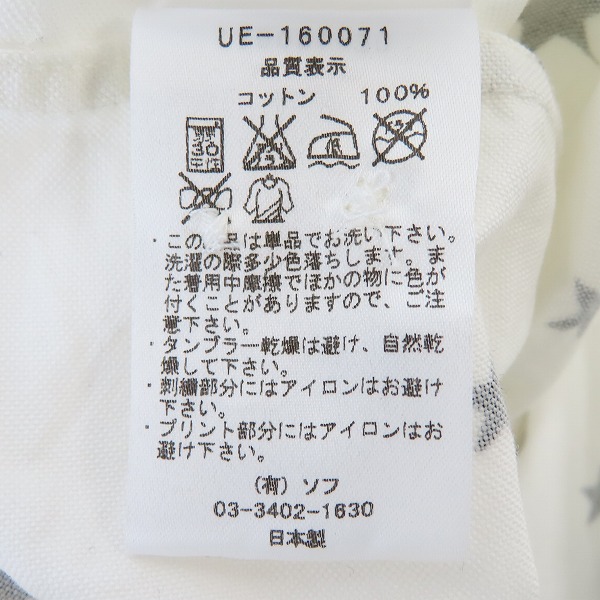 UE-160071
品質表示
コットン 100%
30
中性
・この は単品でお洗い下さい。
洗濯の際多少色落ちします。ま
た着用中摩擦でほかの物に色が
付くことがありますので、ご注
意下さい。
・タンブラー乾燥は避け、自然乾
燥して下さい。
・刺繍部分にはアイロンはお避け
下さい。
・プリント部分にはアイロンはお
避け下さい。
(有) ソフ
03-3402-1630
日本製